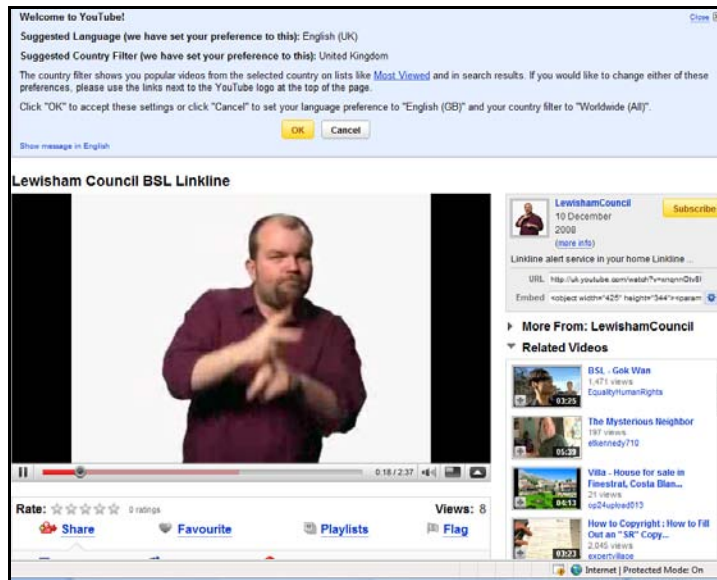 Welcome to YouTube!
Close
Suggested Language (we have set your preference to this): English (UK)
Suggested Country Filter (we have set your preference to this): United Kingdom
The country filter shows you popular videos from the selected country on lists like Most Viewed and in search results. If you would like to change either of these
preferences, please use the links next to the YouTube logo at the top of the page.
Click "OK" to accept these settings or click "Cancel" to set your language preference to "English (GB)" and your country filter to "Worldwide (All)".
OK Cancel
Show message in English
Lewisham Council BSL Linkline
0:18 / 2:37
Rate: 0 ratings Views: 8
Share Favourite Playlists Flag
LewishamCouncil
10 December
2008
(more info)
Subscribe
Linkline alert service in your home Linkline ...
URL
Embed <object width="425" height="344"><param
More From: LewishamCouncil
Related Videos
BSL - Gok Wan
1,471 views
EqualityHumanRights
03:25
The Mysterious Neighbor
197 views
etkennedy710
05:39
Villa - House for sale in
Finestrat, Costa Blan...
21 views
op24upload013
04:13
How to Copyright : How to Fill
Out an "SR" Copy...
2,045 views
expertvillage
03:23
Internet | Protected Mode: On